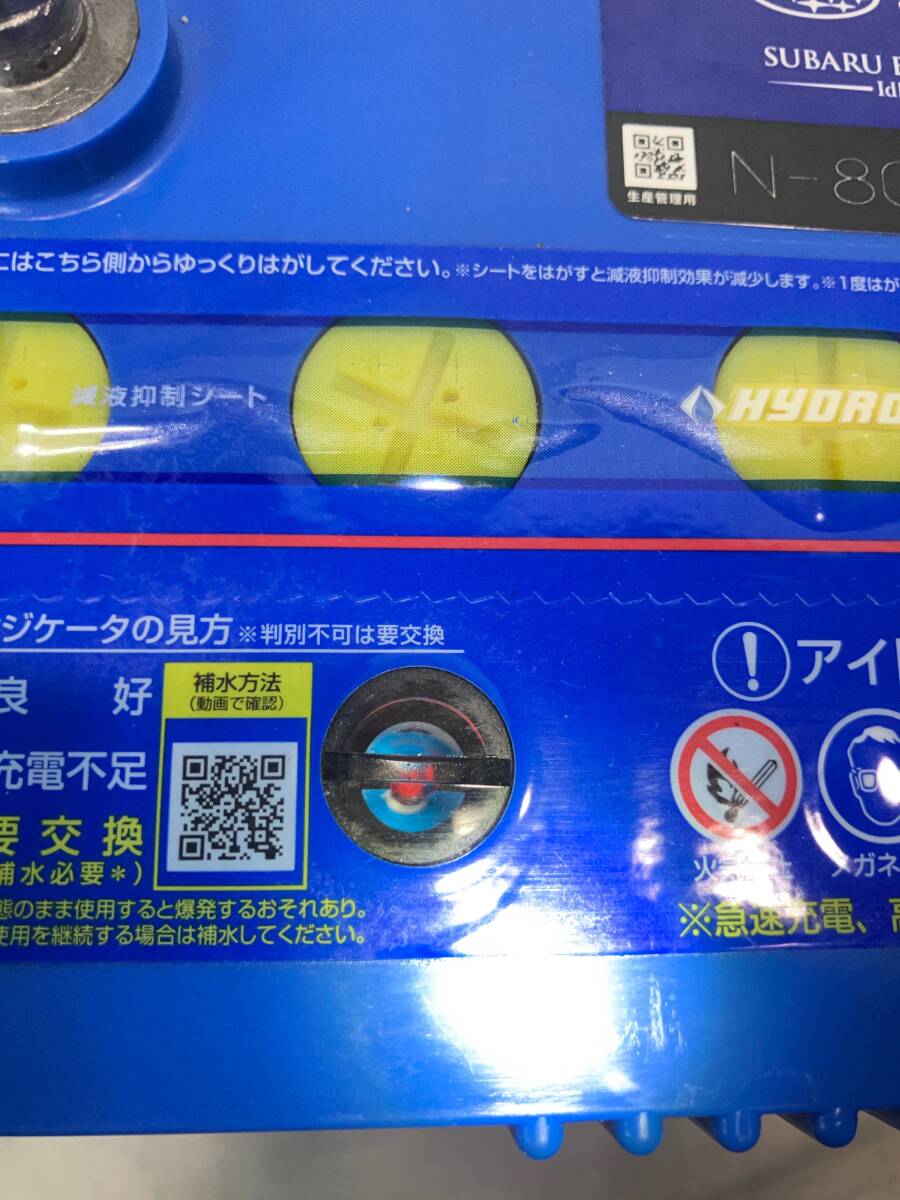 SUBARU
生産管理用
N-80
にはこちら側からゆっくりはがしてください。※シートをはがすと減液抑制効果が減少します。※1度はが
減液抑制シート
HYDRO
ジケータの見方 ※判別不可は要交換
良 好
充電不足
要交換
補水必要*)
補水方法
(動画で確認)
態のまま使用すると爆発するおそれあり。
使用を継続する場合は補水してください。
アイ
火
メガネ
※急速充電、高